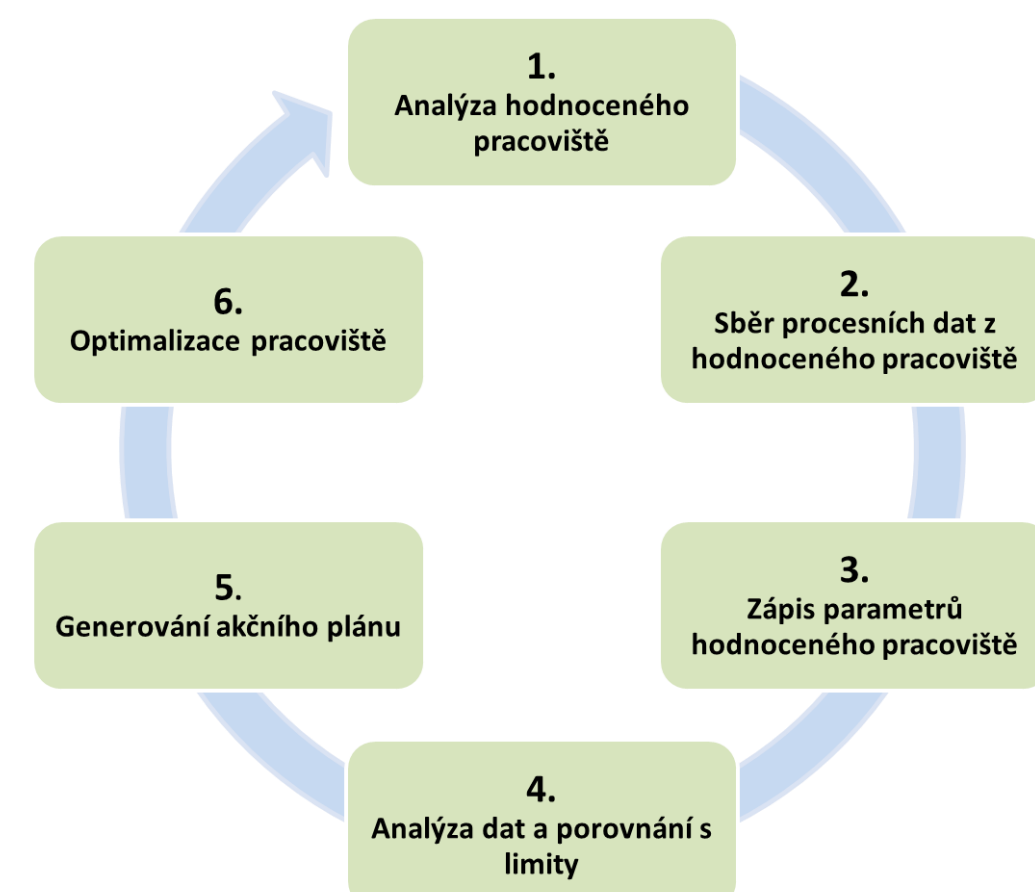 1.
Analýza hodnoceného
pracoviště
2.
Sběr procesních dat z
hodnoceného pracoviště
3.
Zápis parametrů
hodnoceného pracoviště
4.
Analýza dat a porovnání s
limity
5.
Generování akčního plánu
6.
Optimalizace pracoviště